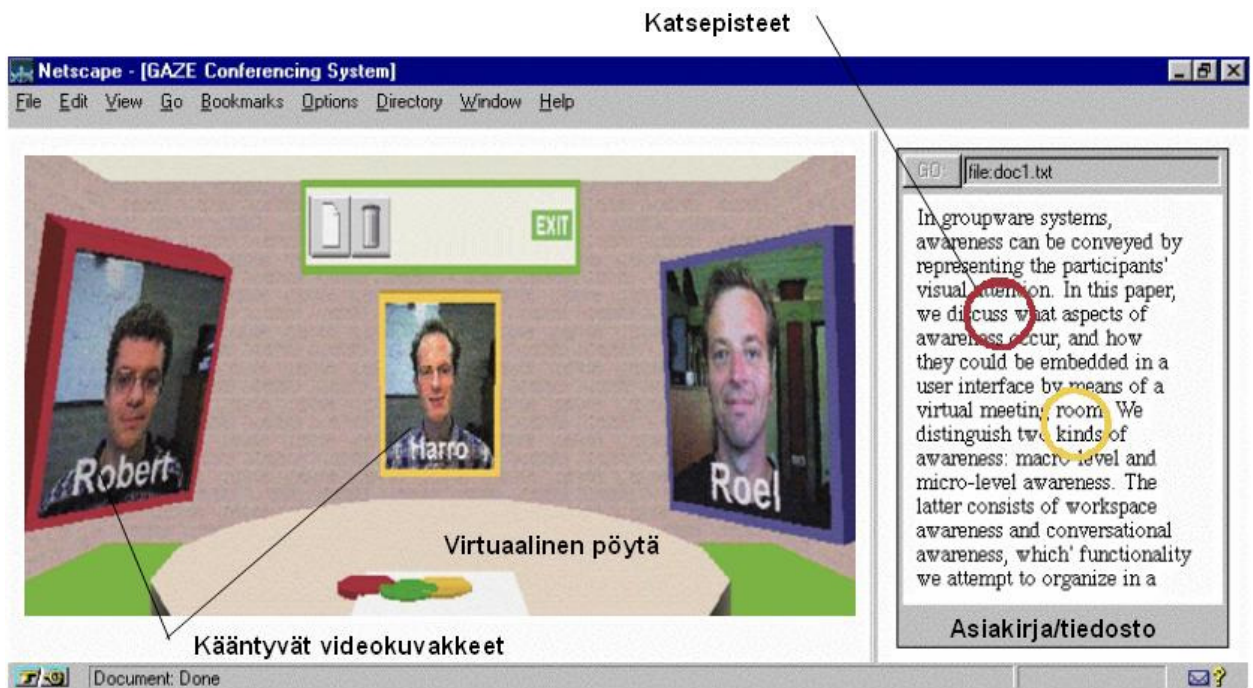 Katsepisteet
Netscape - [GAZE Conferencing System]
File Edit View Go Bookmarks Options Directory Window Help
EXIT
Robert
Harro
Roel
Virtuaalinen pöytä
Kääntyvät videokuvakkeet
GO: file:doc1.txt
In groupware systems,
awareness can be conveyed by
representing the participants'
visual attention. In this paper,
we discuss what aspects of
awareness occur, and how
they could be embedded in a
user interface by means of a
virtual meeting room. We
distinguish two kinds of
awareness: macro-level and
micro-level awareness. The
latter consists of workspace
awareness and conversational
awareness, which' functionality
we attempt to organize in a
Asiakirja/tiedosto
Document: Done